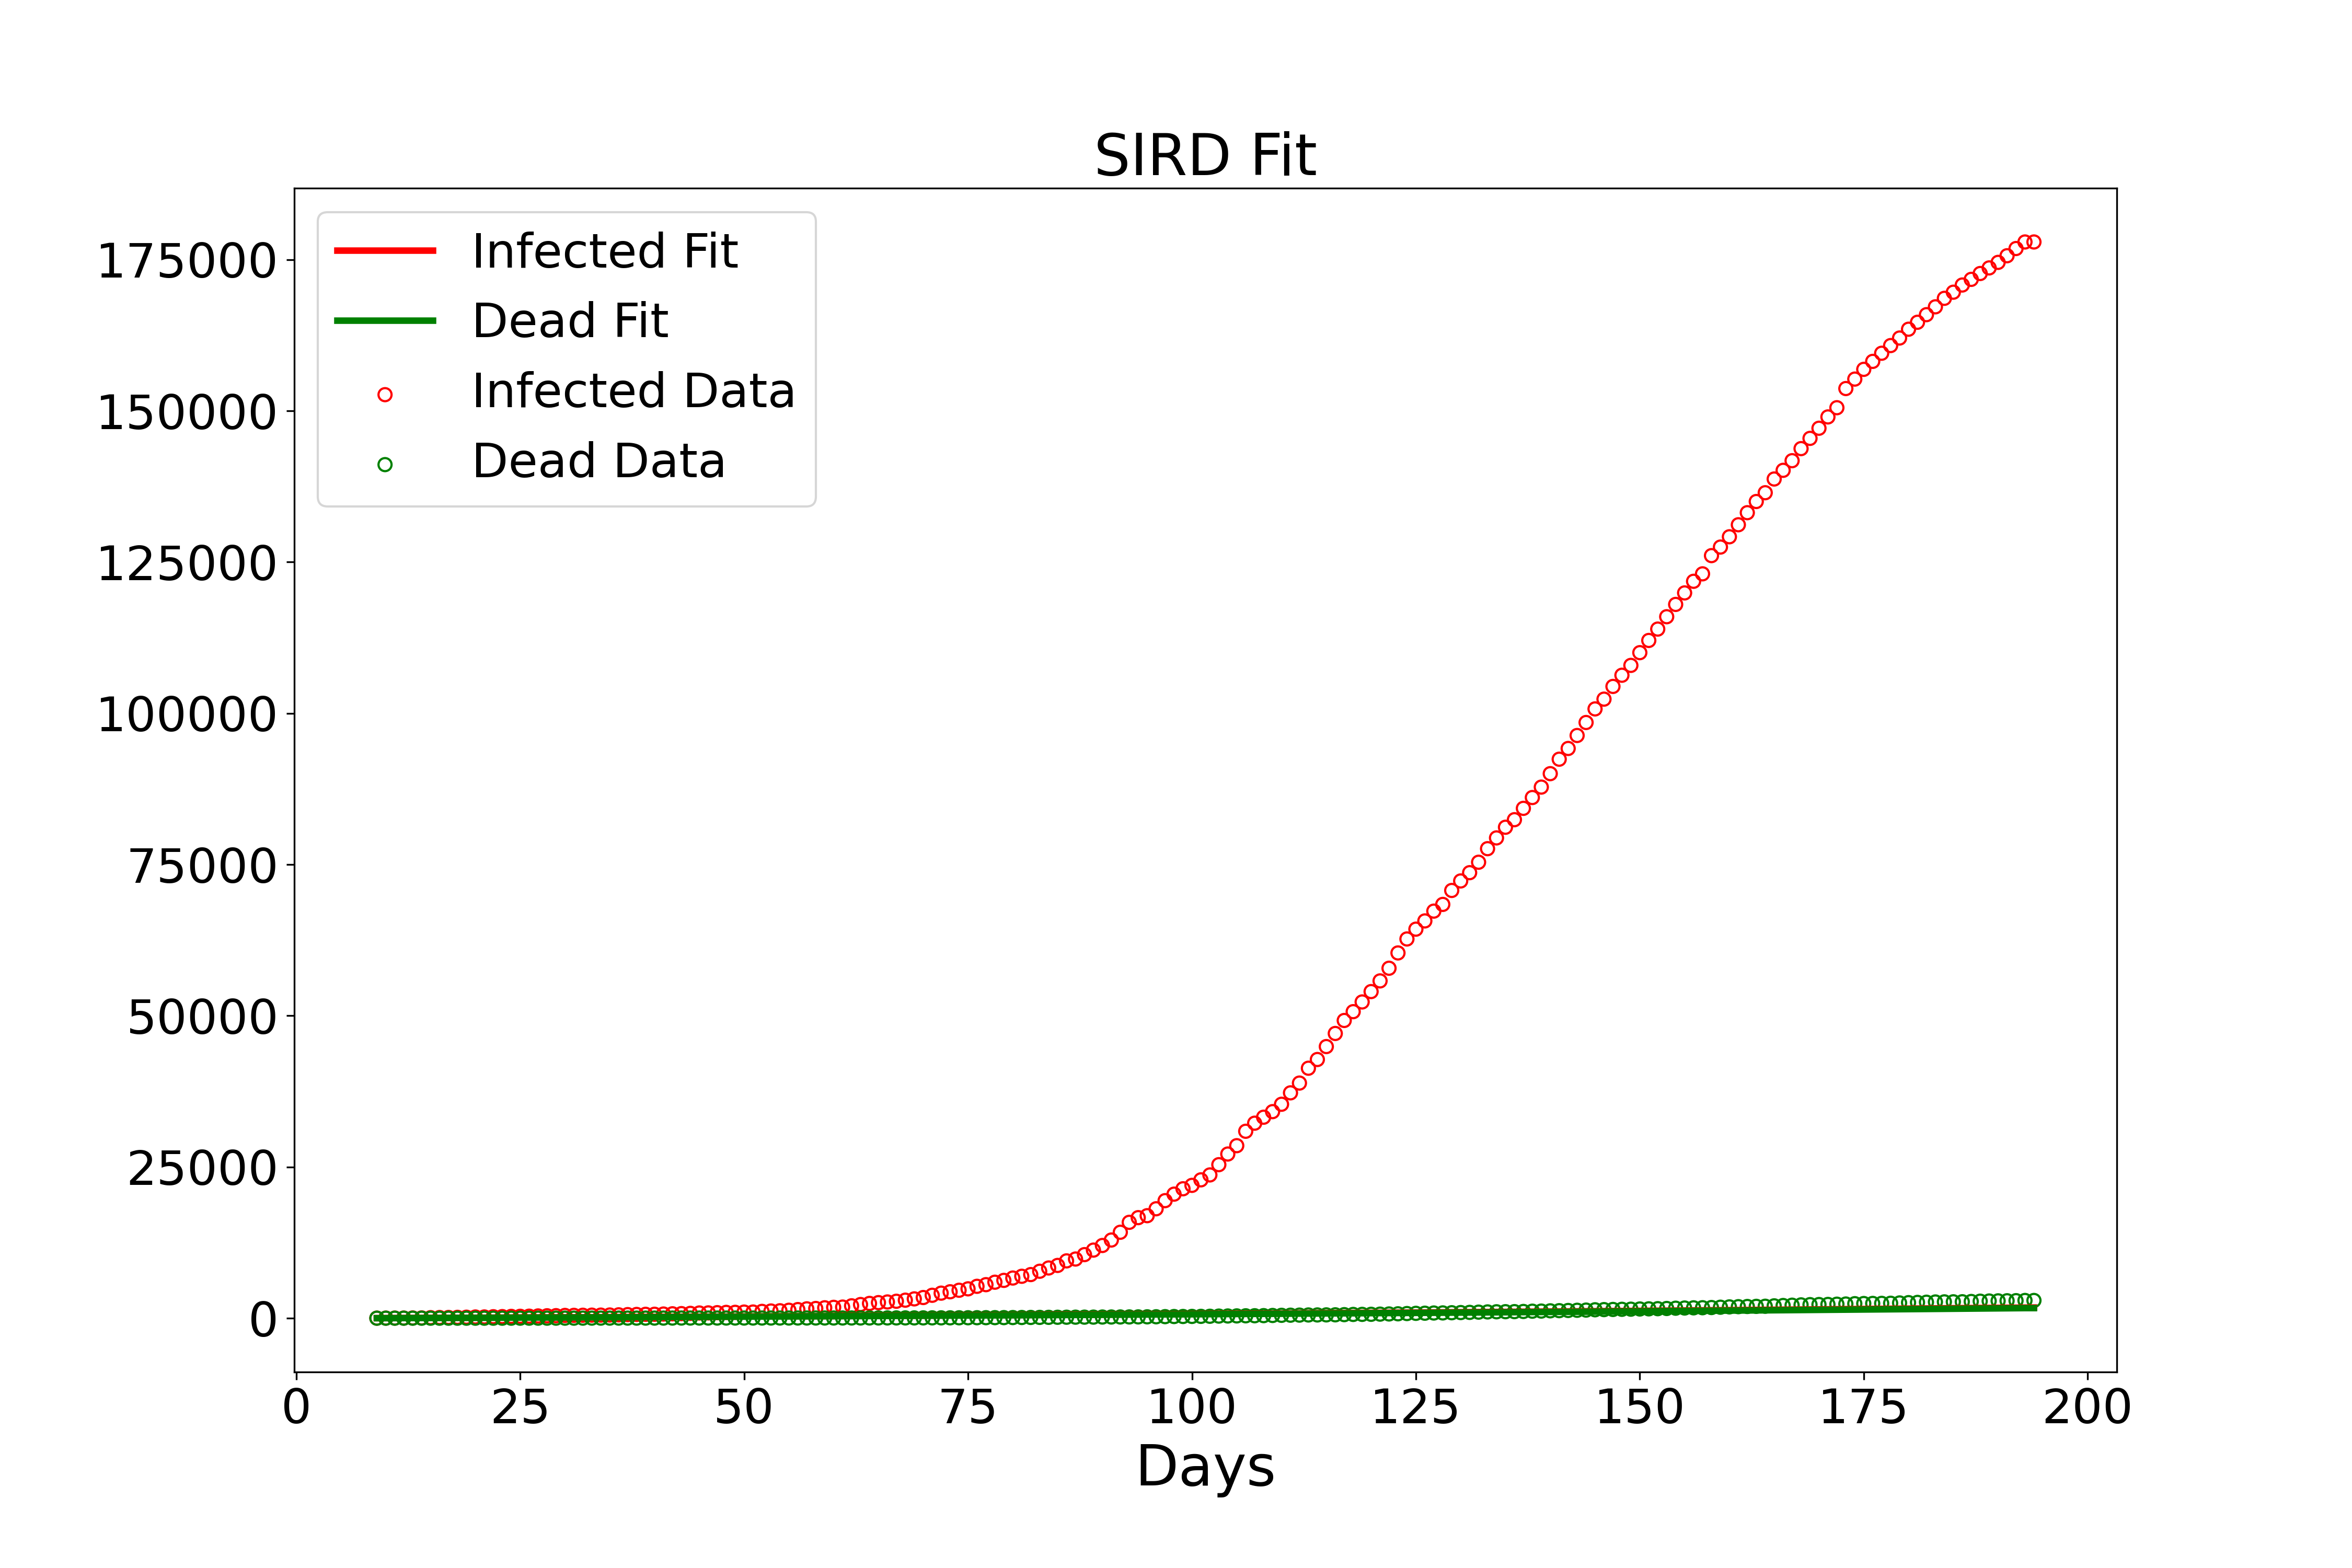 SIRD Fit
Infected Fit
Dead Fit
Infected Data
Dead Data
175000
150000
125000
100000
75000
50000
25000
0
0 25 50 75 100 125 150 175 200
Days